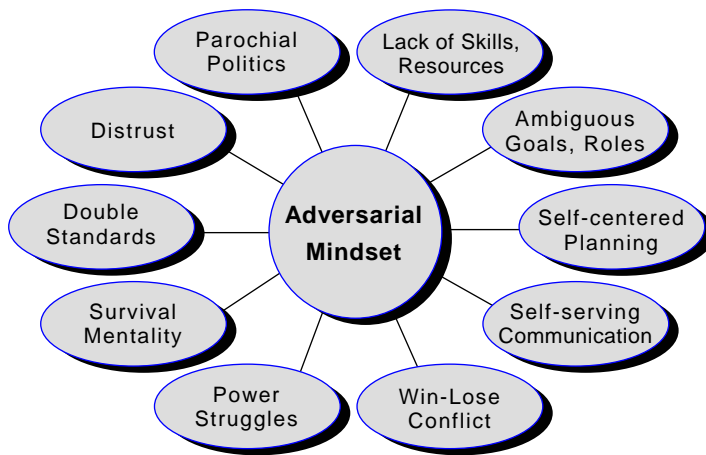 Parochial
Politics
Lack of Skills,
Resources
Distrust
Ambiguous
Goals, Roles
Adversarial
Mindset
Double
Standards
Self-centered
Planning
Survival
Mentality
Self-serving
Communication
Power
Struggles
Win-Lose
Conflict